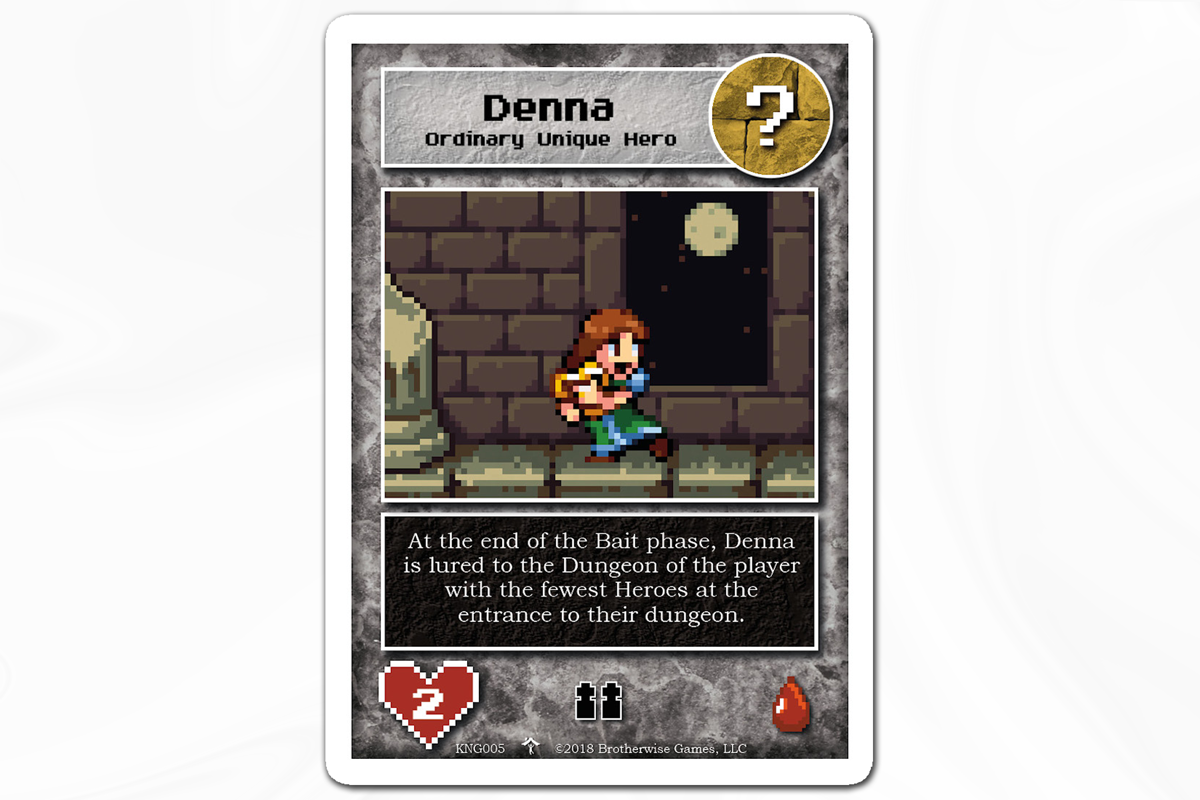 Denna
Ordinary Unique Hero
?
At the end of the Bait phase, Denna
is lured to the Dungeon of the player
with the fewest Heroes at the
entrance to their dungeon.
2
KNG005 ©2018 Brotherwise Games, LLC